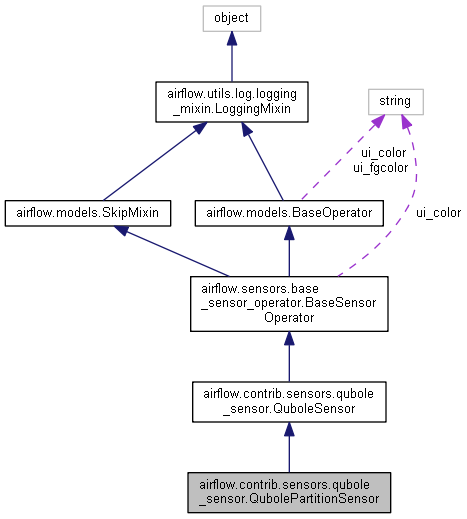 object
airflow.utils.log.logging
_mixin.LoggingMixin
string
ui_color
ui_fgcolor
airflow.models.SkipMixin
airflow.models.BaseOperator
ui_color
airflow.sensors.base
_sensor_operator.BaseSensor
Operator
airflow.contrib.sensors.qubole
_sensor.QuboleSensor
airflow.contrib.sensors.qubole
_sensor.QubolePartitionSensor